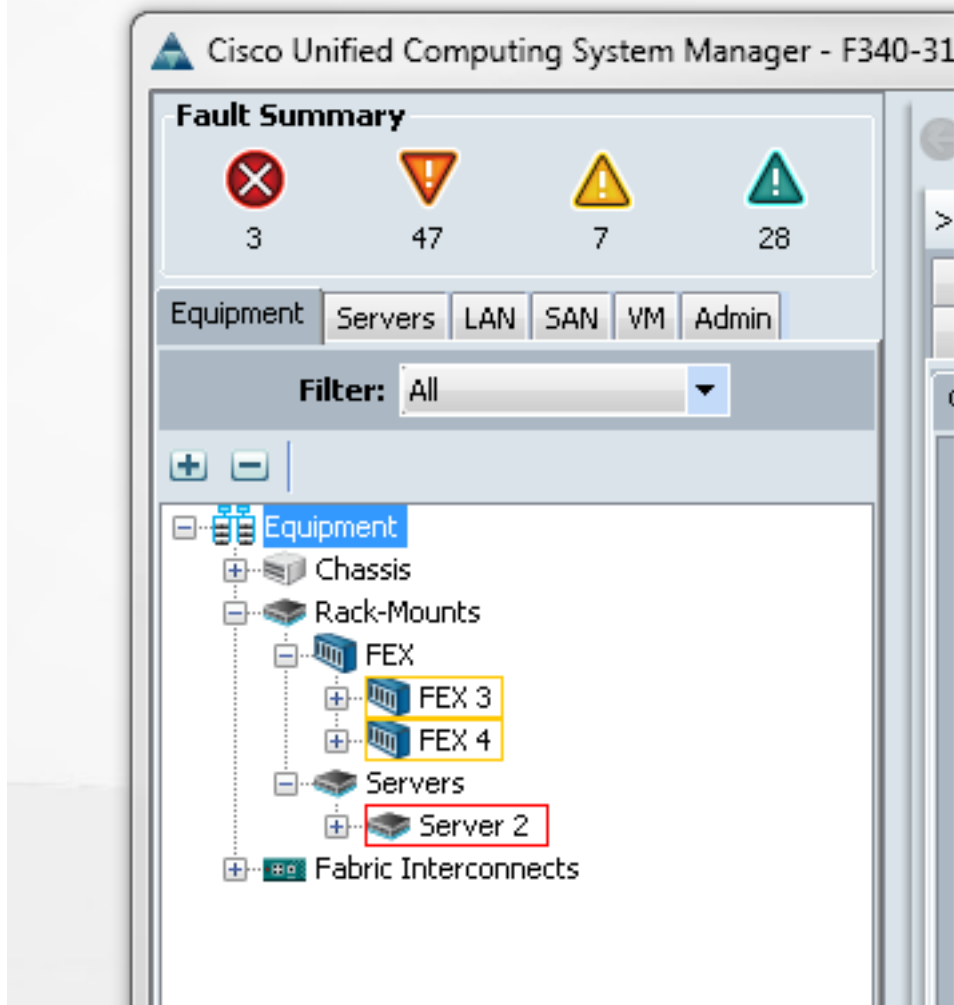 Cisco Unified Computing System Manager - F340-31
Fault Summary
3 47 7 28
Equipment Servers LAN SAN VM Admin
Filter: All
>
Equipment
Chassis
Rack-Mounts
FEX
FEX 3
FEX 4
Servers
Server 2
Fabric Interconnects